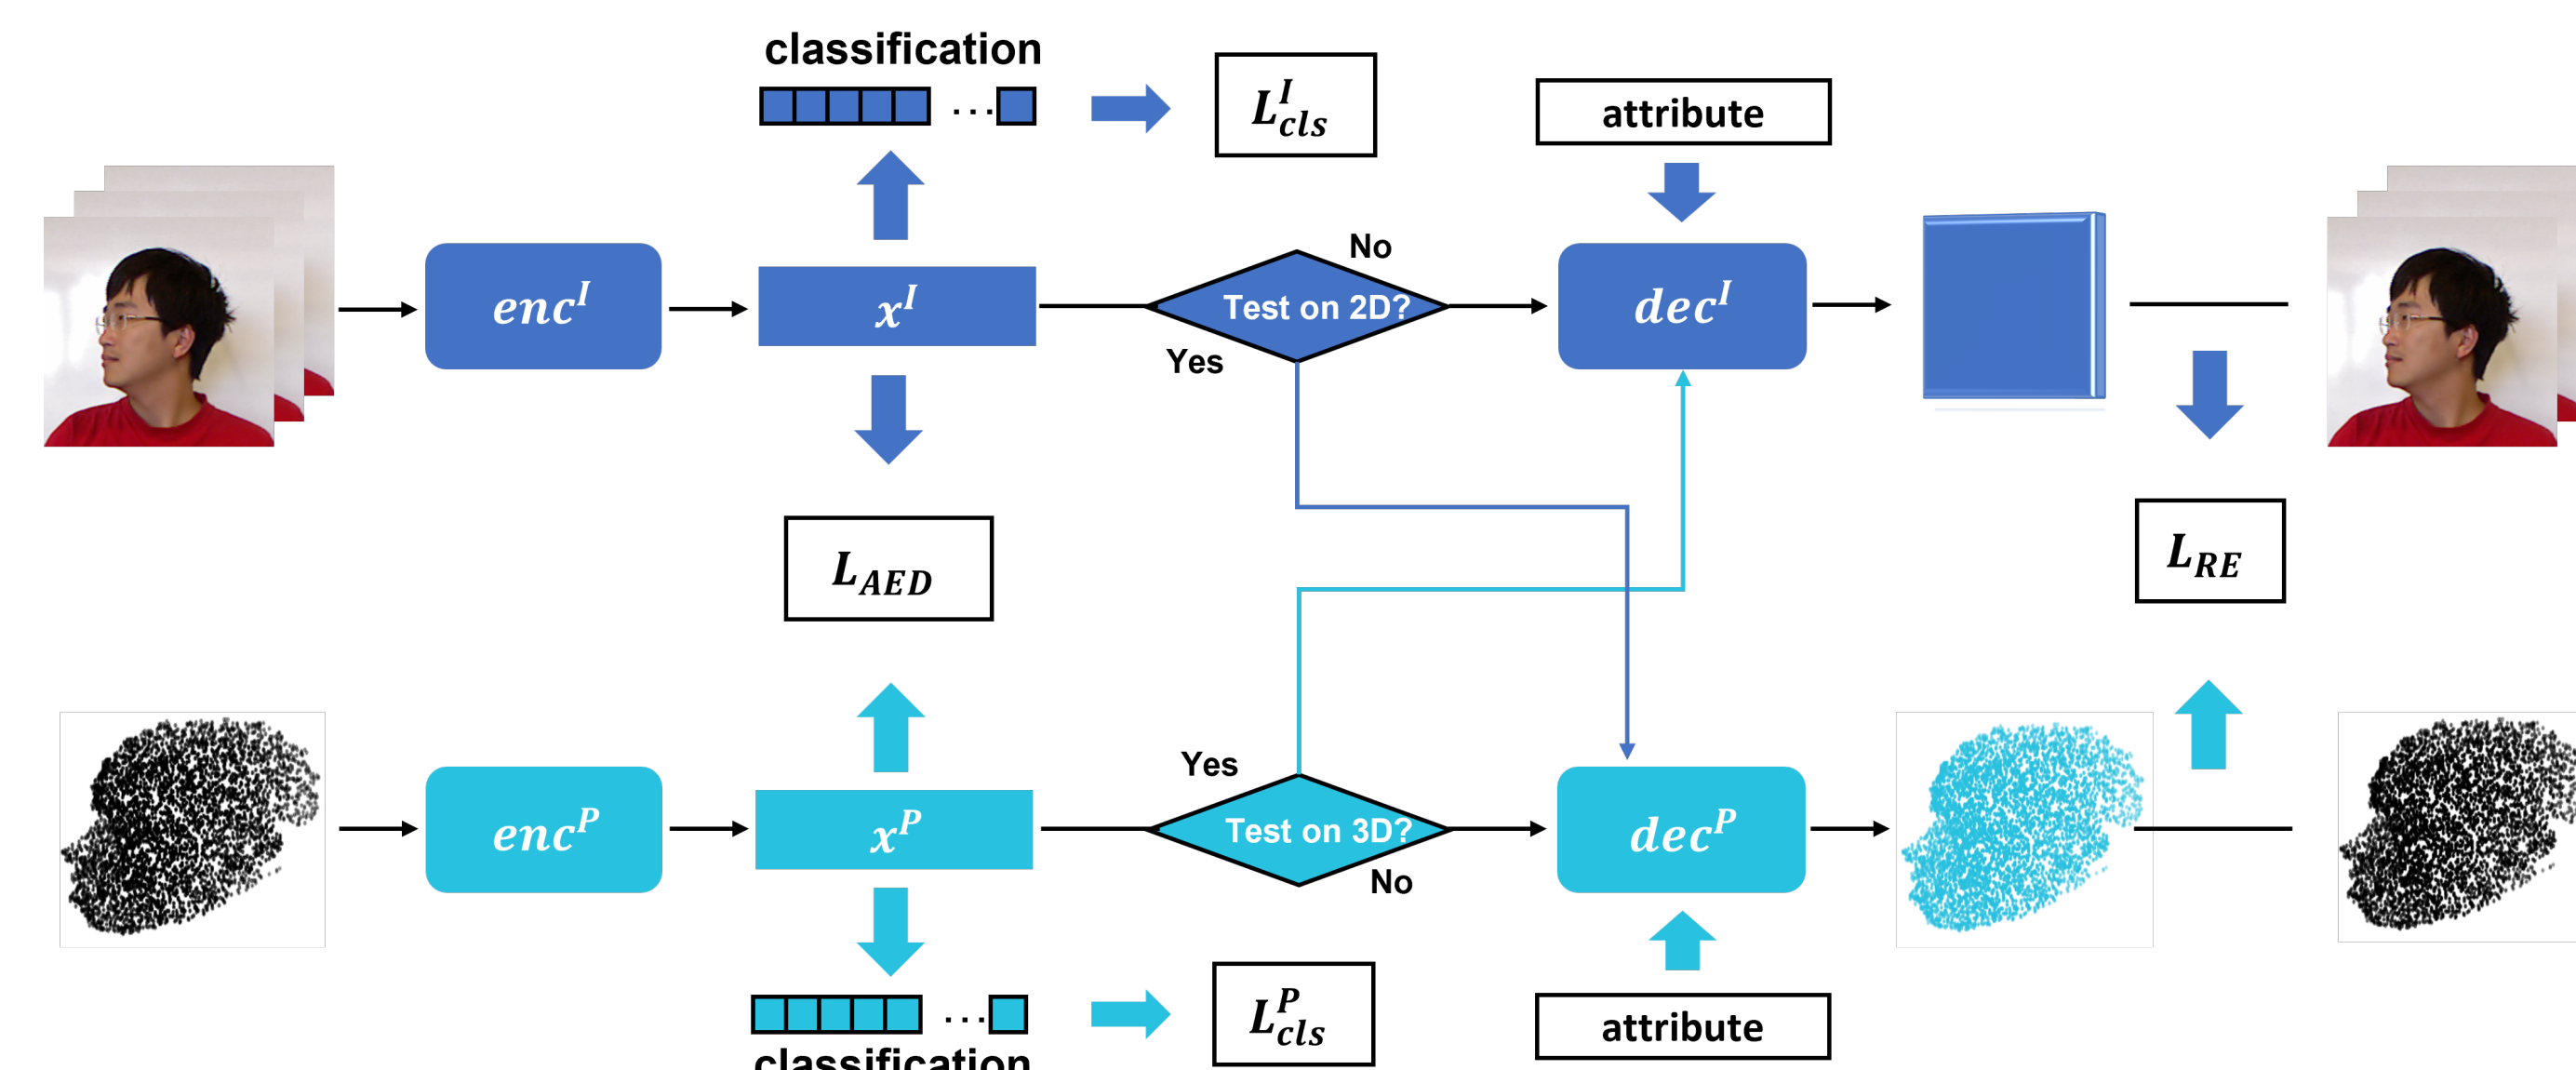 classification
...
L^I_cls
attribute
No
enc^I
x^I
Test on 2D?
dec^I
Yes
L_AED
L_RE
Yes
enc^P
x^P
Test on 3D?
dec^P
No
...
L^P_cls
attribute
classification